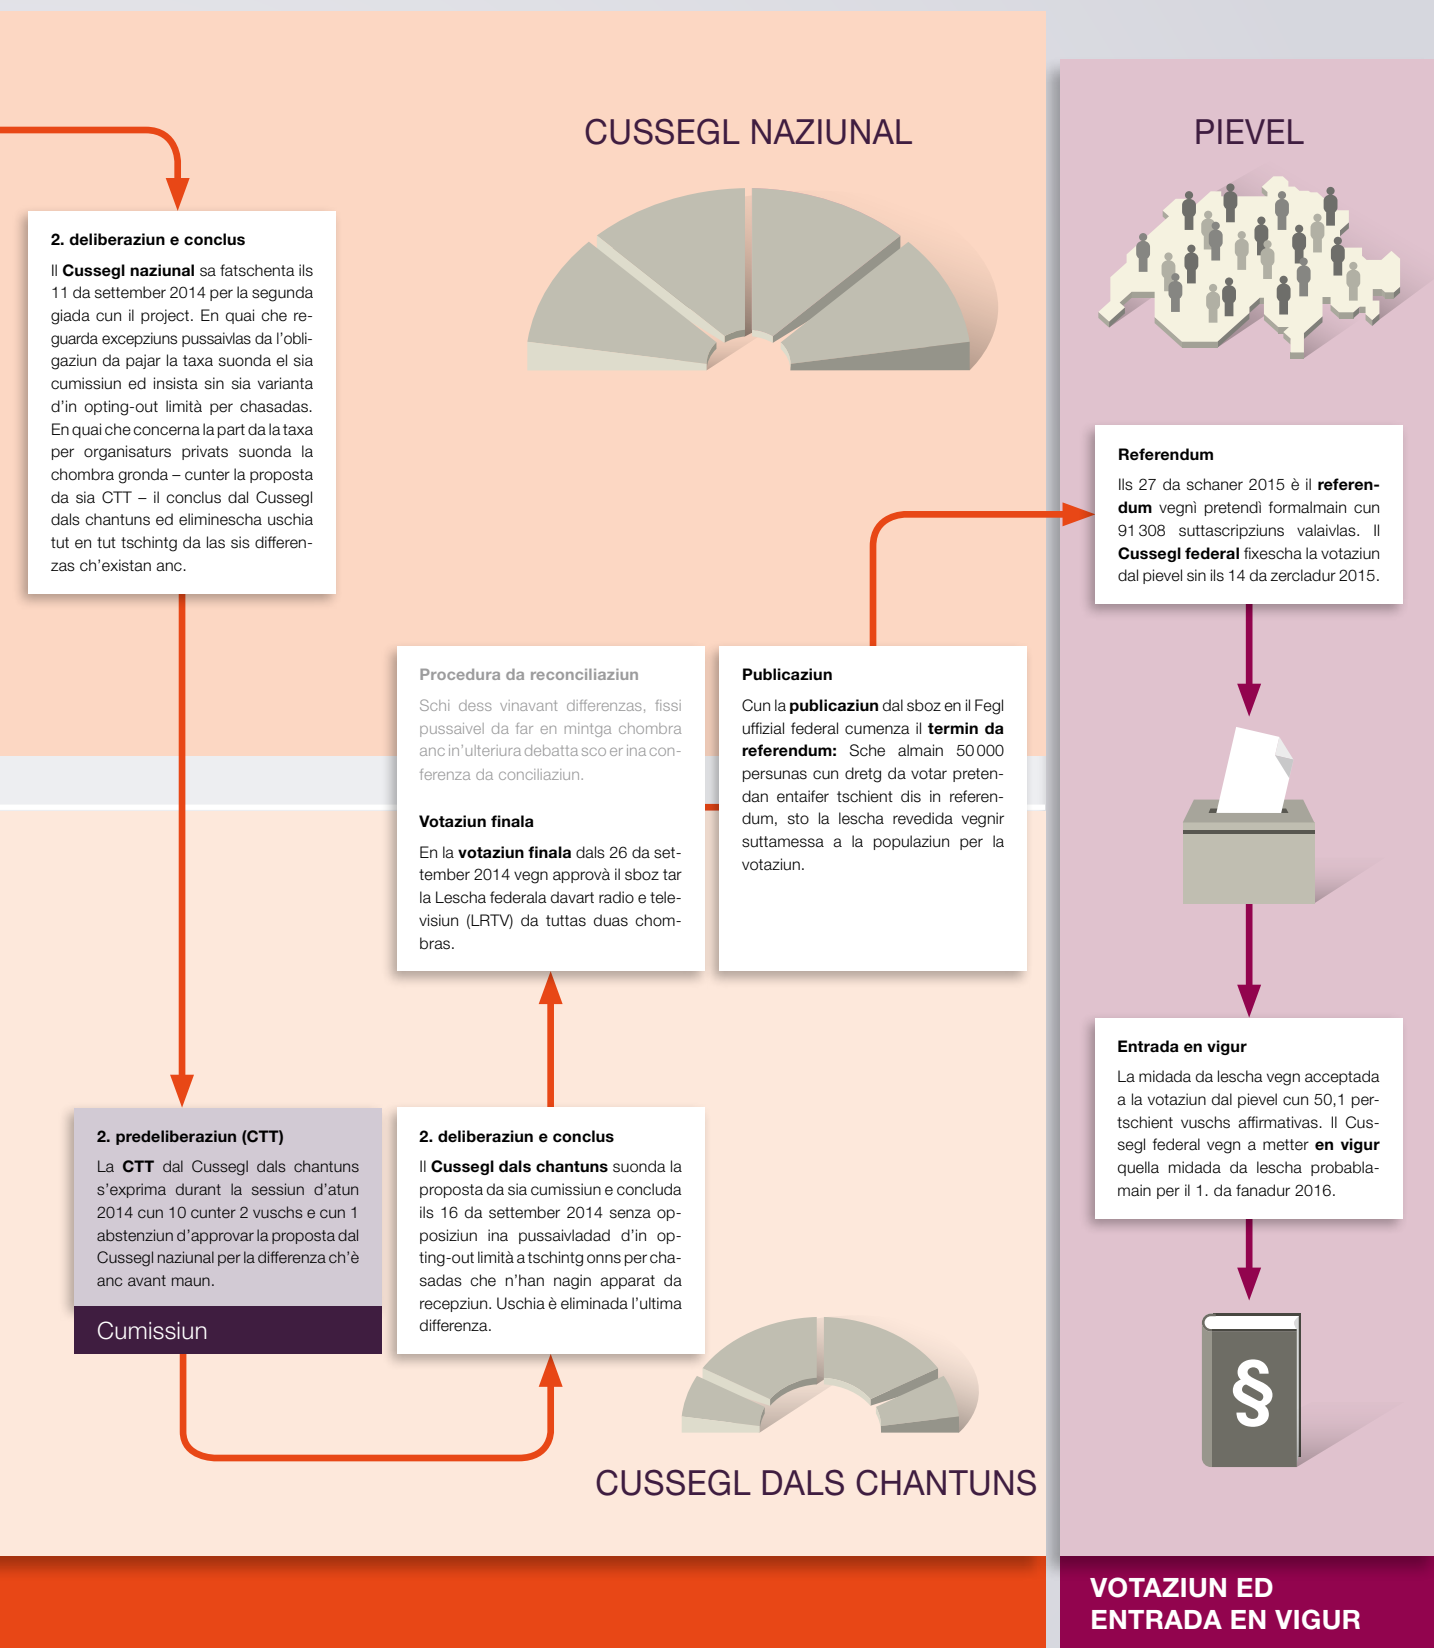 CUSSEGL NAZIUNAL
2. deliberaziun e conclus
Il Cussegl naziunal sa fatschenta ils
11 da settember 2014 per la segunda
giada cun il project. En quai che re-
guarda excepziuns pussaivlas da l'obli-
gaziun da pajar la taxa suonda el sia
cumissiun ed insista sin sia varianta
d'in opting-out limità per chasadas.
En quai che concerna la part da la taxa
per organisaturs privats suonda la
chombra gronda – cunter la proposta
da sia CTT – il conclus dal Cussegl
dals chantuns ed eliminescha uschia
tut en tut tschintg da las sis differen-
zas ch'existan anc.
2. predeliberaziun (CTT)
La CTT dal Cussegl dals chantuns
s'exprima durant la sessiun d'atun
2014 cun 10 cunter 2 vuschs e cun 1
abstenziun d'approvar la proposta dal
Cussegl naziunal per la differenza ch'è
anc avant maun.
Cumissiun
2. deliberaziun e conclus
Il Cussegl dals chantuns suonda la
proposta da sia cumissiun e concluda
ils 16 da settember 2014 senza op-
posiziun ina pussaivladad d'in op-
ting-out limità a tschintg onns per cha-
sadas che n'han nagin apparat da
recepziun. Uschia è eliminada l'ultima
differenza.
CUSSEGL DALS CHANTUNS
Procedura da reconciliaziun
Schi dess vinavant differenzas, fissi
pussaivel da far en mintga chombra
anc in'ulteriura debatta sco er ina con-
ferenza da conciliaziun.
Votaziun finala
En la votaziun finala dals 26 da set-
tember 2014 vegn approvà il sboz tar
la Lescha federala davart radio e tele-
visiun (LRTV) da tuttas duas chom-
bras.
Publicaziun
Cun la publicaziun dal sboz en il Fegl
uffizial federal cumenza il termin da
referendum: Sche almain 50 000
persunas cun dretg da votar preten-
dan entaifer tschient dis in referen-
dum, sto la lescha revedida vegnir
suttamessa a la populaziun per la
votaziun.
PIEVEL
Referendum
Ils 27 da schaner 2015 è il referen-
dum vegnì pretendì formalmain cun
91 308 suttascripziuns valaivlas. Il
Cussegl federal fixescha la votaziun
dal pievel sin ils 14 da zercladur 2015.
Entrada en vigur
La midada da lescha vegn acceptada
a la votaziun dal pievel cun 50,1 per-
tschient vuschs affirmativas. Il Cus-
segl federal vegn a metter en vigur
quella midada da lescha probabla-
main per il 1. da fanadur 2016.
§
VOTAZIUN ED
ENTRADA EN VIGUR